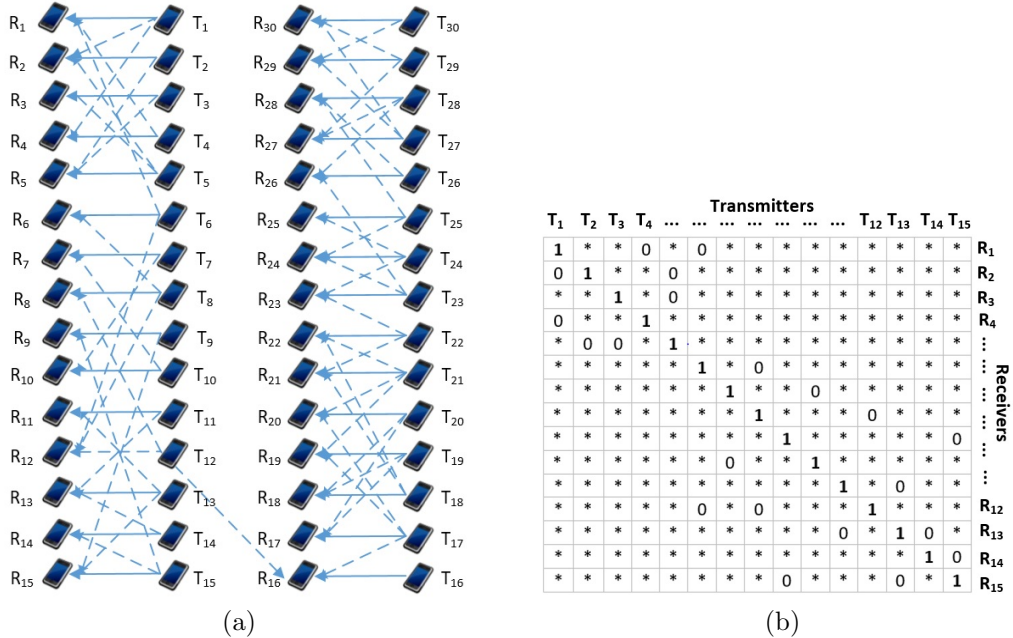 R₁ T₁ R₃₀ T₃₀
R₂ T₂ R₂₉ T₂₉
R₃ T₃ R₂₈ T₂₈
R₄ T₄ R₂₇ T₂₇
R₅ T₅ R₂₆ T₂₆
R₆ T₆ R₂₅ T₂₅
R₇ T₇ R₂₄ T₂₄
R₈ T₈ R₂₃ T₂₃
R₉ T₉ R₂₂ T₂₂
R₁₀ T₁₀ R₂₁ T₂₁
R₁₁ T₁₁ R₂₀ T₂₀
R₁₂ T₁₂ R₁₉ T₁₉
R₁₃ T₁₃ R₁₈ T₁₈
R₁₄ T₁₄ R₁₇ T₁₇
R₁₅ T₁₅ R₁₆ T₁₆
(a)
Transmitters
T₁ T₂ T₃ T₄ ... ... ... ... ... ... ... T₁₂ T₁₃ T₁₄ T₁₅
1 * * 0 * 0 * * * * * * * * * R₁
0 1 * * 0 * * * * * * * * * * R₂
* * 1 * 0 * * * * * * * * * * R₃
0 * * 1 * * * * * * * * * * * R₄
* 0 0 * 1 * * * * * * * * * * ...
* * * * * 1 * 0 * * * * * * * ...
* * * * * * 1 * * 0 * * * * * ...
* * * * * * * 1 * * * 0 * * * ...
* * * * * * * * 1 * * * * * 0 ...
* * * * * * 0 * * 1 * * * * * ...
* * * * * * * * * * 1 * 0 * * ...
* * * * * 0 * 0 * * * 1 * * * R₁₂
* * * * * * * * * * 0 * 1 0 * R₁₃
* * * * * * * * * * * * * 1 0 R₁₄
* * * * * * * * 0 * * * 0 * 1 R₁₅
Receivers
(b)